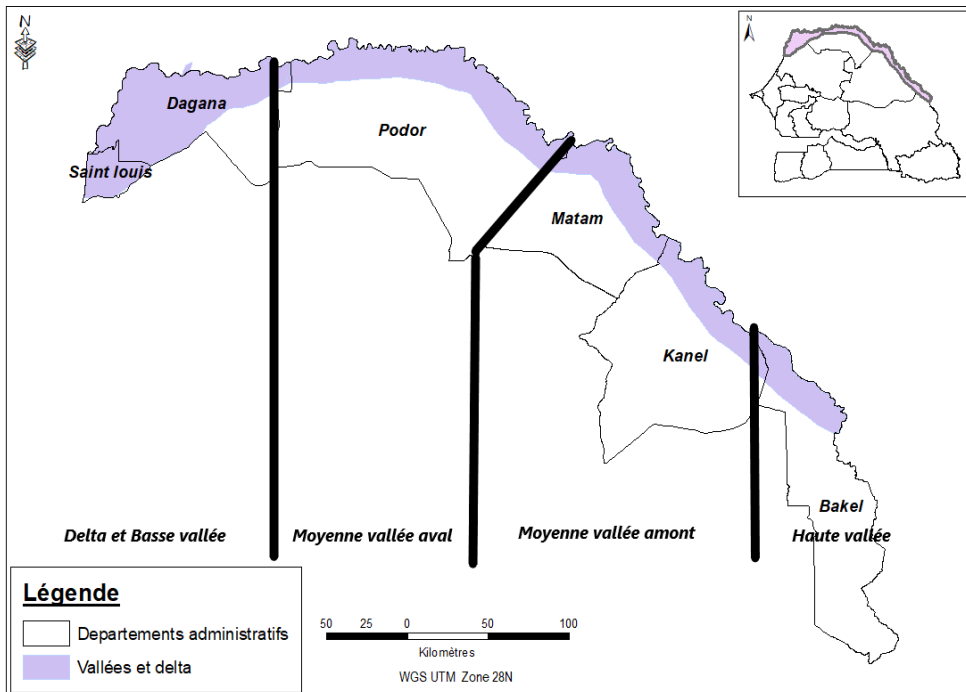 N
N
Dagana
Podor
Saint louis
Matam
Kanel
Bakel
Delta et Basse vallée
Moyenne vallée aval
Moyenne vallée amont
Haute vallée
Légende
Departements administratifs
Vallées et delta
50 25 0 50 100
Kilomètres
WGS UTM Zone 28N